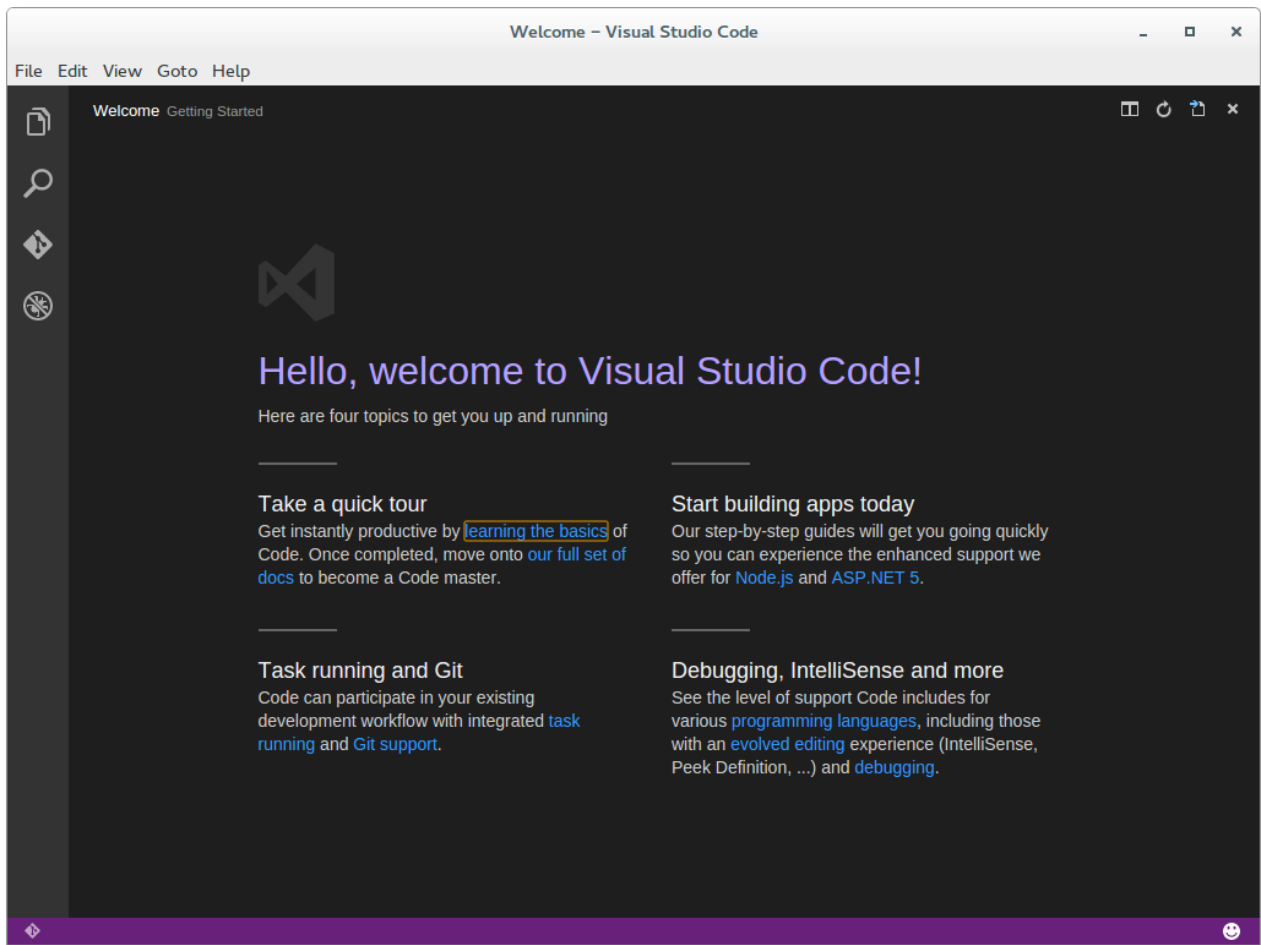 Welcome – Visual Studio Code
File Edit View Goto Help
Welcome Getting Started
Hello, welcome to Visual Studio Code!
Here are four topics to get you up and running
Take a quick tour
Get instantly productive by learning the basics of
Code. Once completed, move onto our full set of
docs to become a Code master.
Start building apps today
Our step-by-step guides will get you going quickly
so you can experience the enhanced support we
offer for Node.js and ASP.NET 5.
Task running and Git
Code can participate in your existing
development workflow with integrated task
running and Git support.
Debugging, IntelliSense and more
See the level of support Code includes for
various programming languages, including those
with an evolved editing experience (IntelliSense,
Peek Definition, ...) and debugging.